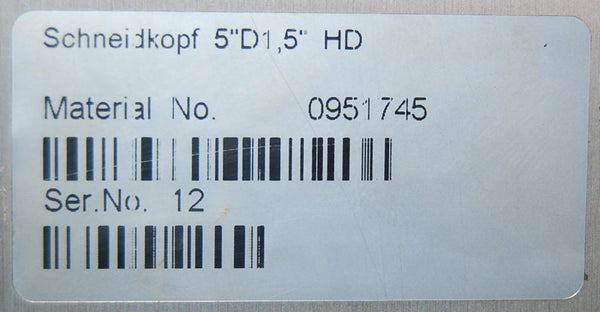 Schneidkopf 5"D1,5" HD
Material No. 0951745
Ser.No. 12